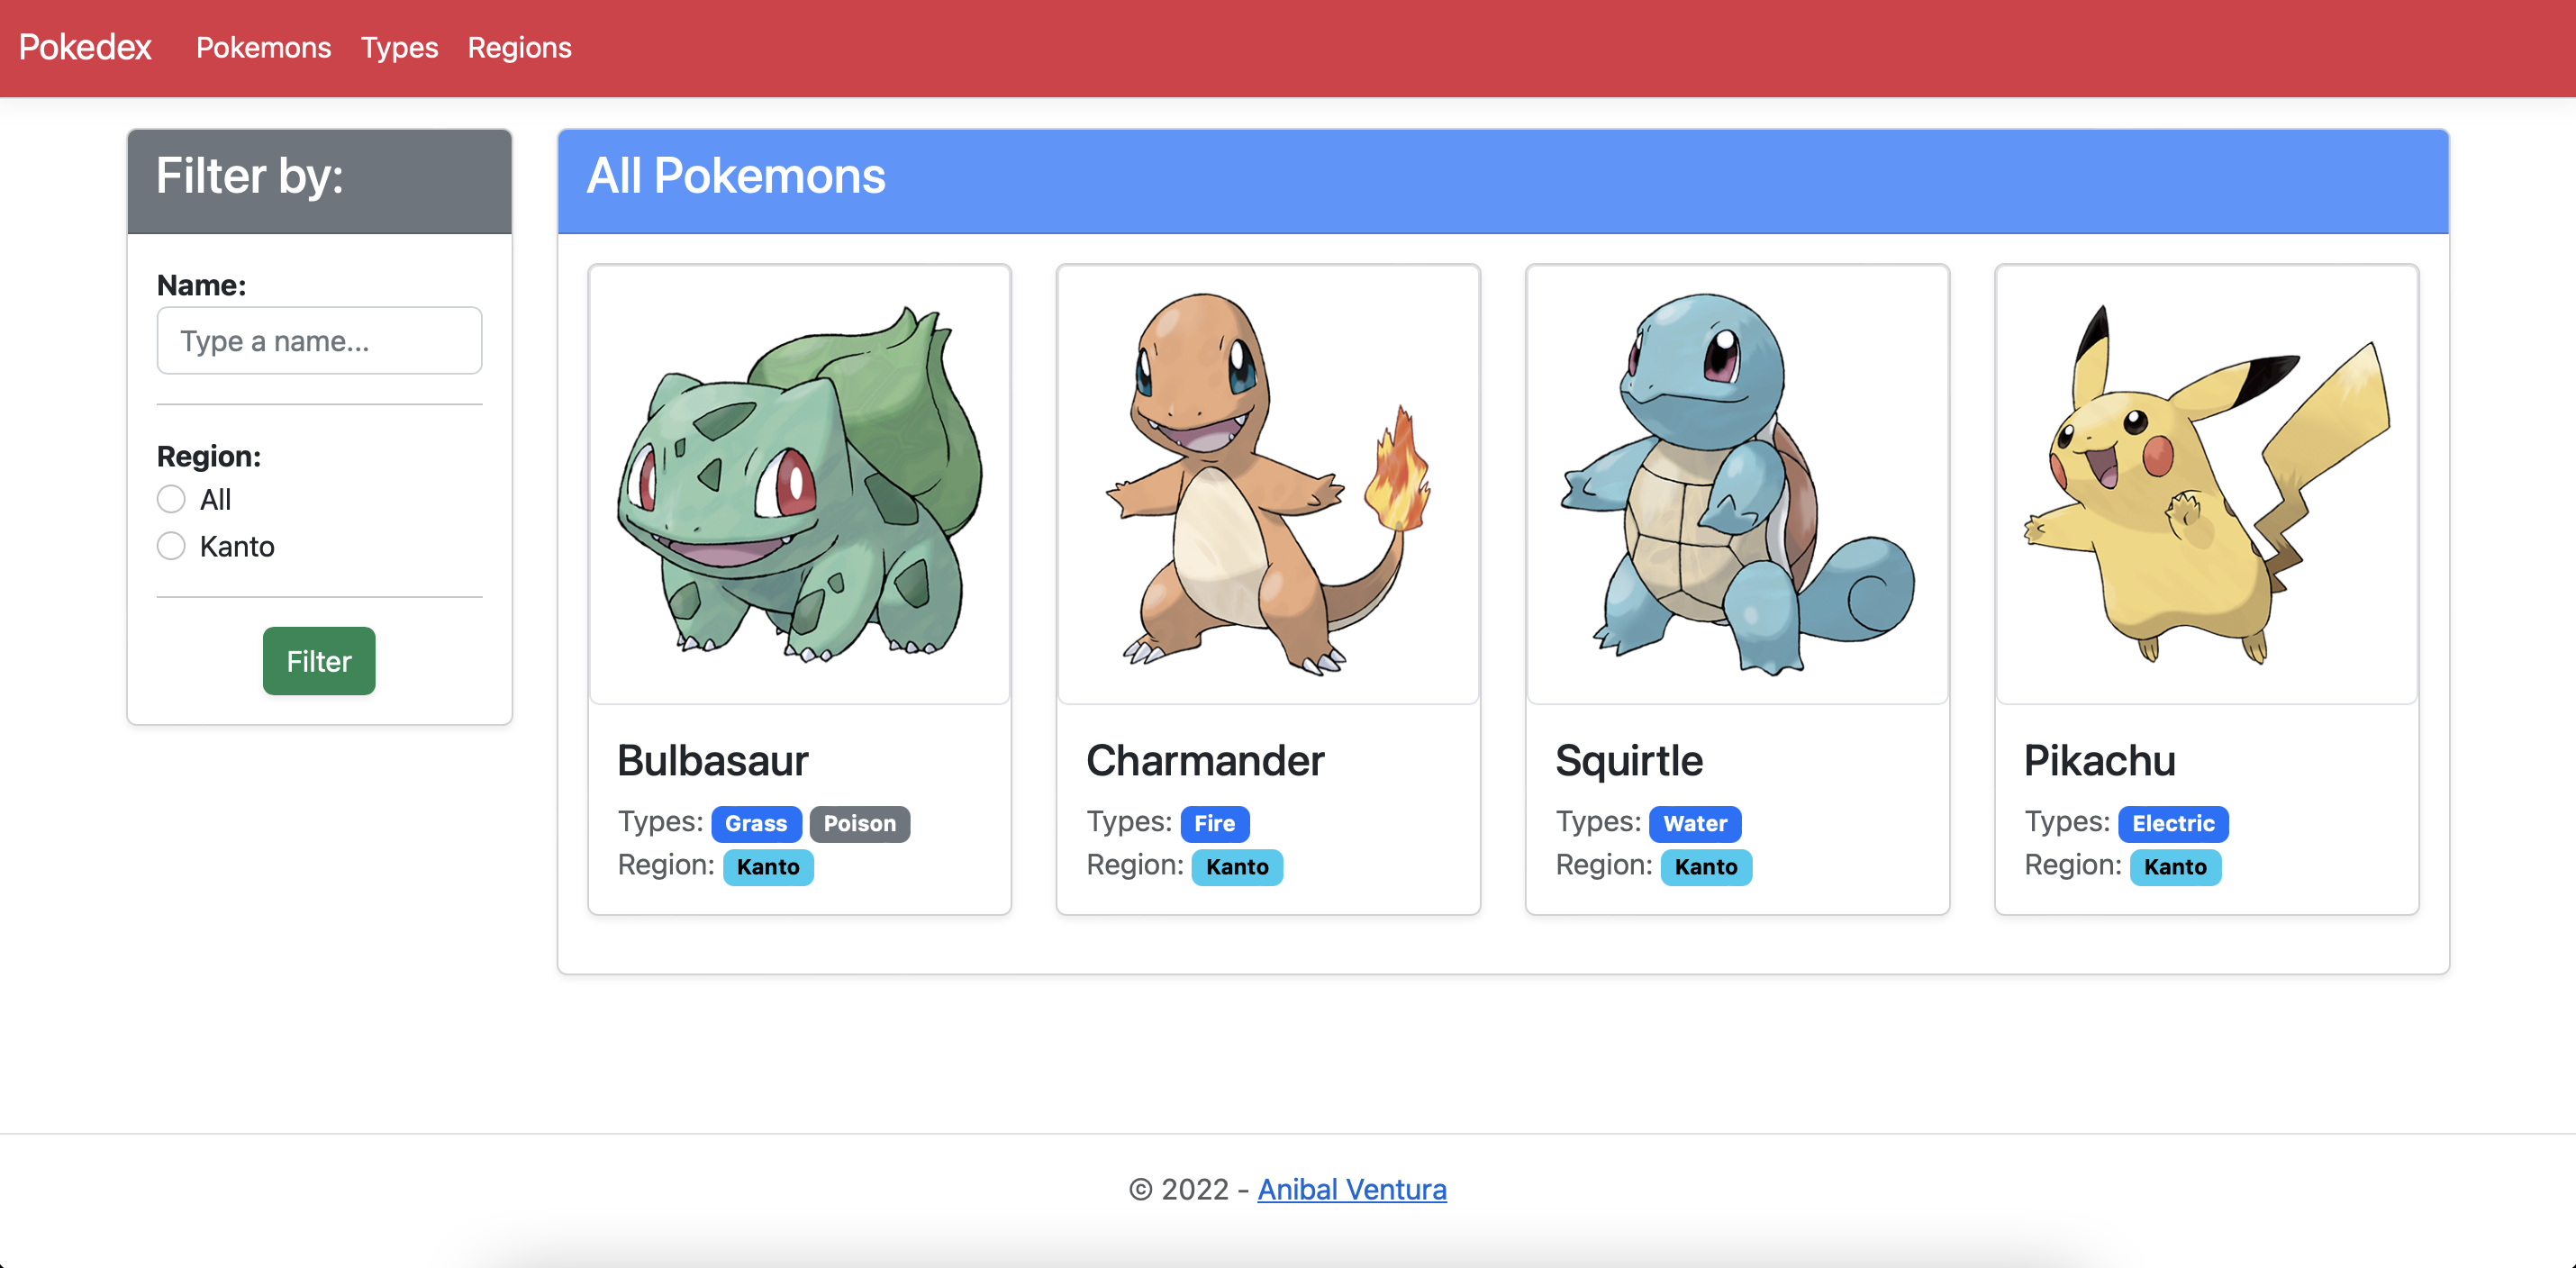 Pokedex Pokemons Types Regions
Filter by:
Name:
Type a name...
Region:
All
Kanto
Filter
All Pokemons
Bulbasaur
Types: Grass Poison
Region: Kanto
Charmander
Types: Fire
Region: Kanto
Squirtle
Types: Water
Region: Kanto
Pikachu
Types: Electric
Region: Kanto
© 2022 - Anibal Ventura